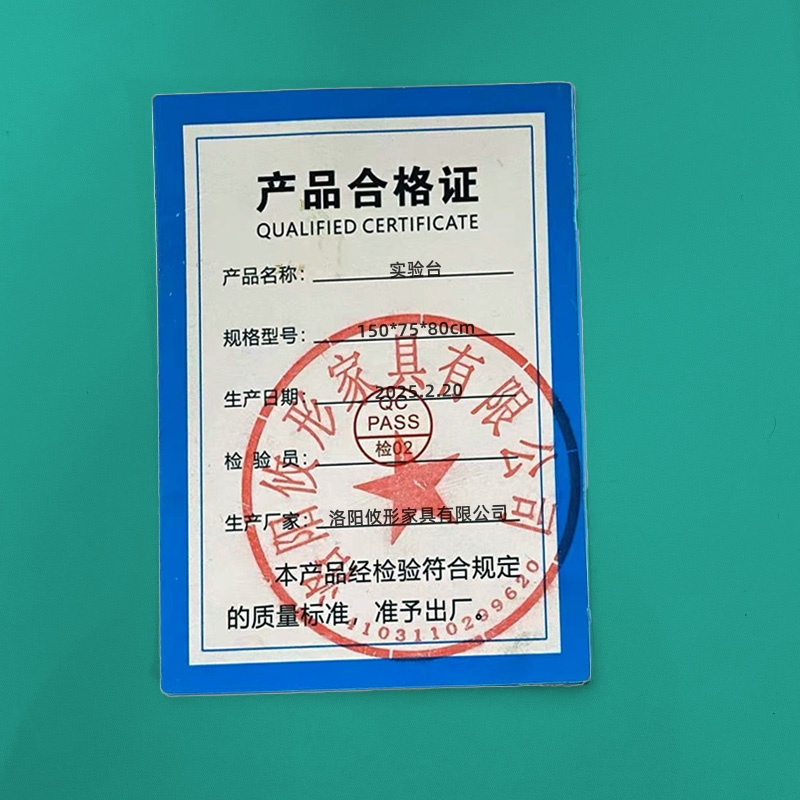 产品合格证
QUALIFIED CERTIFICATE
产品名称：实验台
规格型号：150*75*80cm
生产日期：2025.2.20
QC
PASS
检验员：检02
生产厂家：洛阳攸形家具有限公司
本产品经检验符合规定
的质量标准，准予出厂。
洛阳攸形家具有限公司
4103110299620